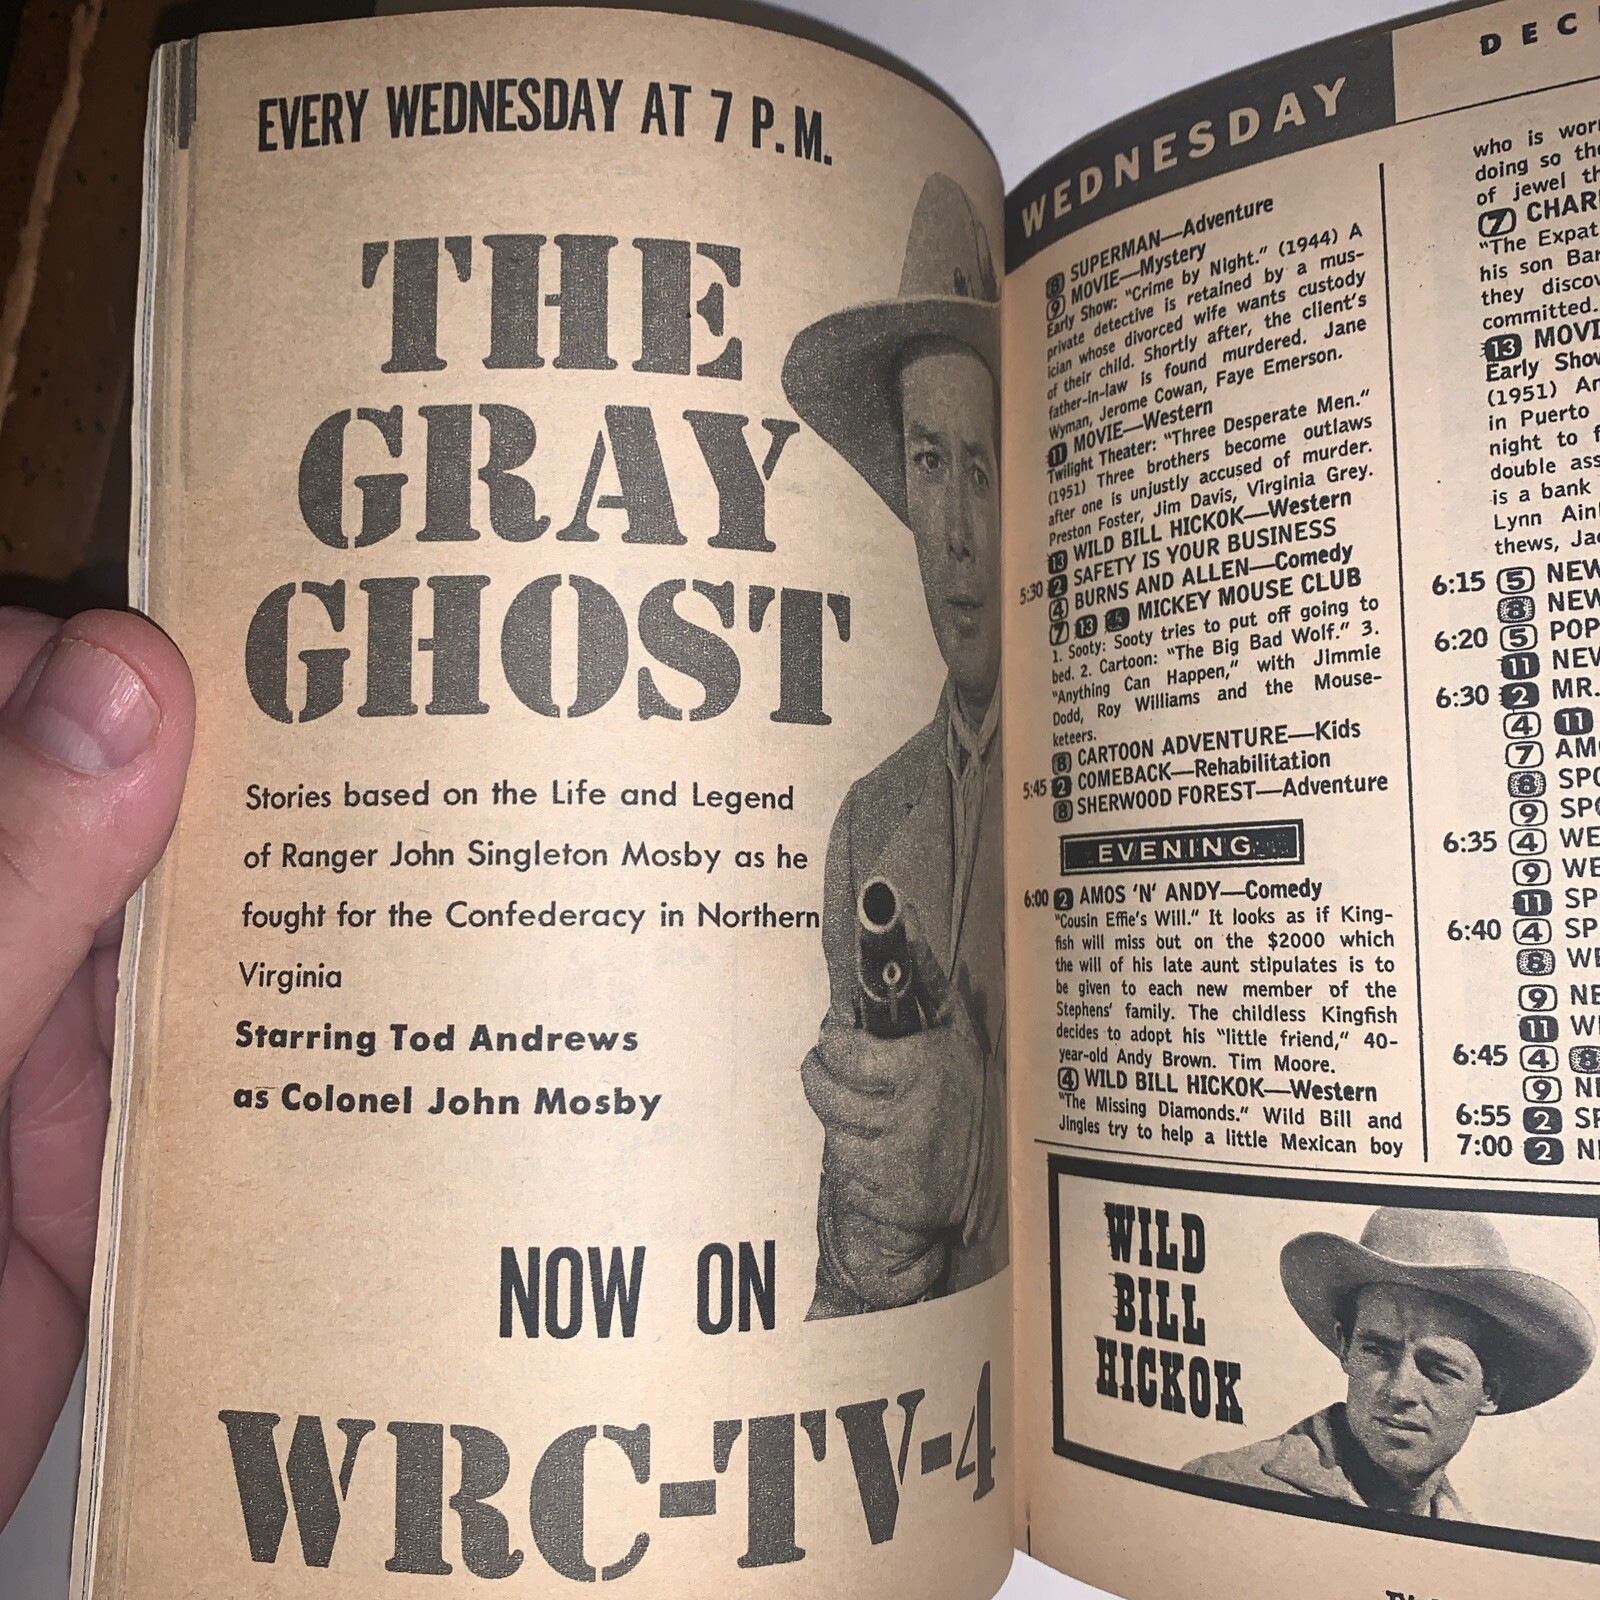 EVERY WEDNESDAY AT 7 P.M.
THE
GRAY
GHOST
Stories based on the Life and Legend
of Ranger John Singleton Mosby as he
fought for the Confederacy in Northern
Virginia
Starring Tod Andrews
as Colonel John Mosby
NOW ON
WRC-TV-4
WEDNESDAY
8 SUPERMAN—Adventure
9 MOVIE—Mystery
Early Show: "Crime by Night." (1944) A
private detective is retained by a mus-
ician whose divorced wife wants custody
of their child. Shortly after, the client's
father-in-law is found murdered. Jane
Wyman, Jerome Cowan, Faye Emerson.
11 MOVIE—Western
Twilight Theater: "Three Desperate Men."
(1951) Three brothers become outlaws
after one is unjustly accused of murder.
Preston Foster, Jim Davis, Virginia Grey.
13 WILD BILL HICKOK—Western
5:30 2 SAFETY IS YOUR BUSINESS
4 BURNS AND ALLEN—Comedy
7 13 MICKEY MOUSE CLUB
1. Sooty: Sooty tries to put off going to
bed. 2. Cartoon: "The Big Bad Wolf." 3.
"Anything Can Happen," with Jimmie
Dodd, Roy Williams and the Mouse-
keteers.
8 CARTOON ADVENTURE—Kids
5:45 2 COMEBACK—Rehabilitation
8 SHERWOOD FOREST—Adventure
EVENING
6:00 2 AMOS 'N' ANDY—Comedy
"Cousin Effie's Will." It looks as if King-
fish will miss out on the $2000 which
the will of his late aunt stipulates is to
be given to each new member of the
Stephens' family. The childless Kingfish
decides to adopt his "little friend," 40-
year-old Andy Brown. Tim Moore.
4 WILD BILL HICKOK—Western
"The Missing Diamonds." Wild Bill and
Jingles try to help a little Mexican boy
who is
doing so
of jewel
7
"The
his son
they
committed.
13
Early
(1951)
in Puerto
night to
double
is a bank
Lynn
6:15 5
8
6:20 5
11
6:30 2 MR.
4 11
7
8
9
6:35 4
9
11
6:40 4
8
9
11
6:45 4 8
9
6:55 2
7:00 2
WILD
BILL
HICKOK